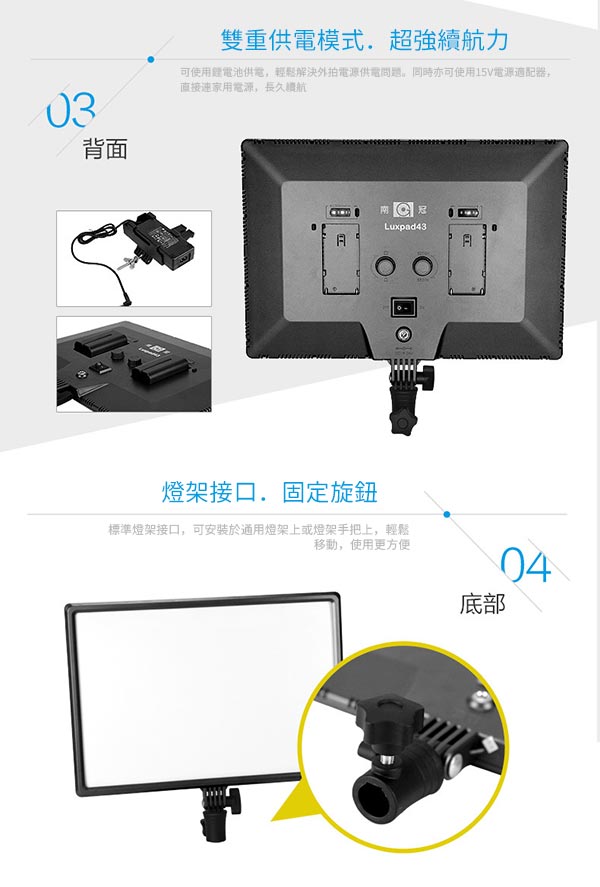 雙重供電模式．超強續航力
可使用鋰電池供電，輕鬆解決外拍電源供電問題。同時亦可使用15V電源適配器，
直接連家用電源，長久續航
03
背面
南 冠
Luxpad43
燈架接口．固定旋鈕
標準燈架接口，可安裝於通用燈架上或燈架手把上，輕鬆
移動，使用更方便
04
底部